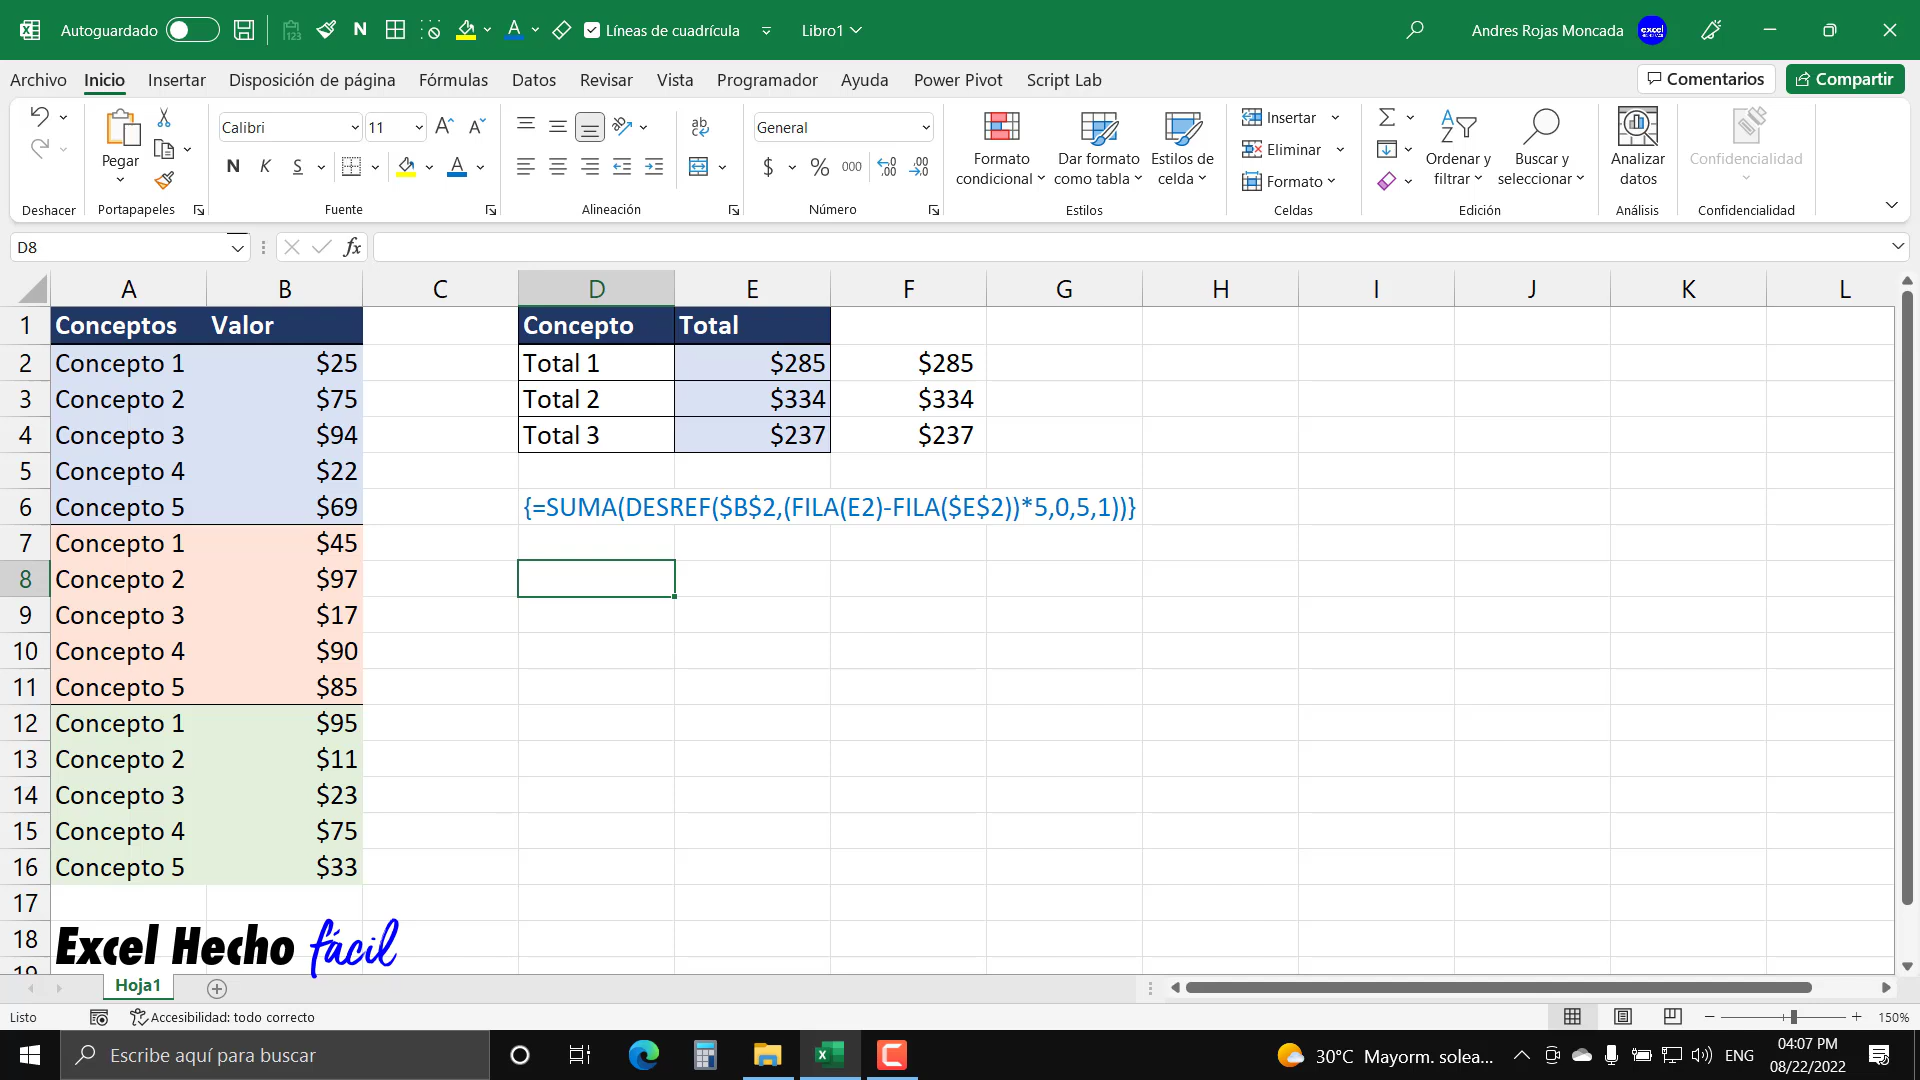 Autoguardado
123
N
A
Líneas de cuadrícula
Libro1
Andres Rojas Moncada
excel
Archivo Inicio Insertar Disposición de página Fórmulas Datos Revisar Vista Programador Ayuda Power Pivot Script Lab
Comentarios
Compartir
Deshacer
Pegar
Portapapeles
Calibri 11
N K S
Fuente
ab
Alineación
General
$ % 000
Número
Formato condicional
Dar formato como tabla
Estilos de celda
Estilos
Insertar
Eliminar
Formato
Celdas
Ordenar y filtrar
Buscar y seleccionar
Edición
Analizar datos
Análisis
Confidencialidad
Confidencialidad
D8
fx
A B C D E F G H I J K L
1 Conceptos Valor Concepto Total
2 Concepto 1 $25 Total 1 $285 $285
3 Concepto 2 $75 Total 2 $334 $334
4 Concepto 3 $94 Total 3 $237 $237
5 Concepto 4 $22
6 Concepto 5 $69 {=SUMA(DESREF($B$2,(FILA(E2)-FILA($E$2))*5,0,5,1))}
7 Concepto 1 $45
8 Concepto 2 $97
9 Concepto 3 $17
10 Concepto 4 $90
11 Concepto 5 $85
12 Concepto 1 $95
13 Concepto 2 $11
14 Concepto 3 $23
15 Concepto 4 $75
16 Concepto 5 $33
17
18
19
Excel Hecho fácil
Hoja1
Listo
Accesibilidad: todo correcto
150%
Escribe aquí para buscar
30°C Mayorm. solea...
ENG
04:07 PM
08/22/2022